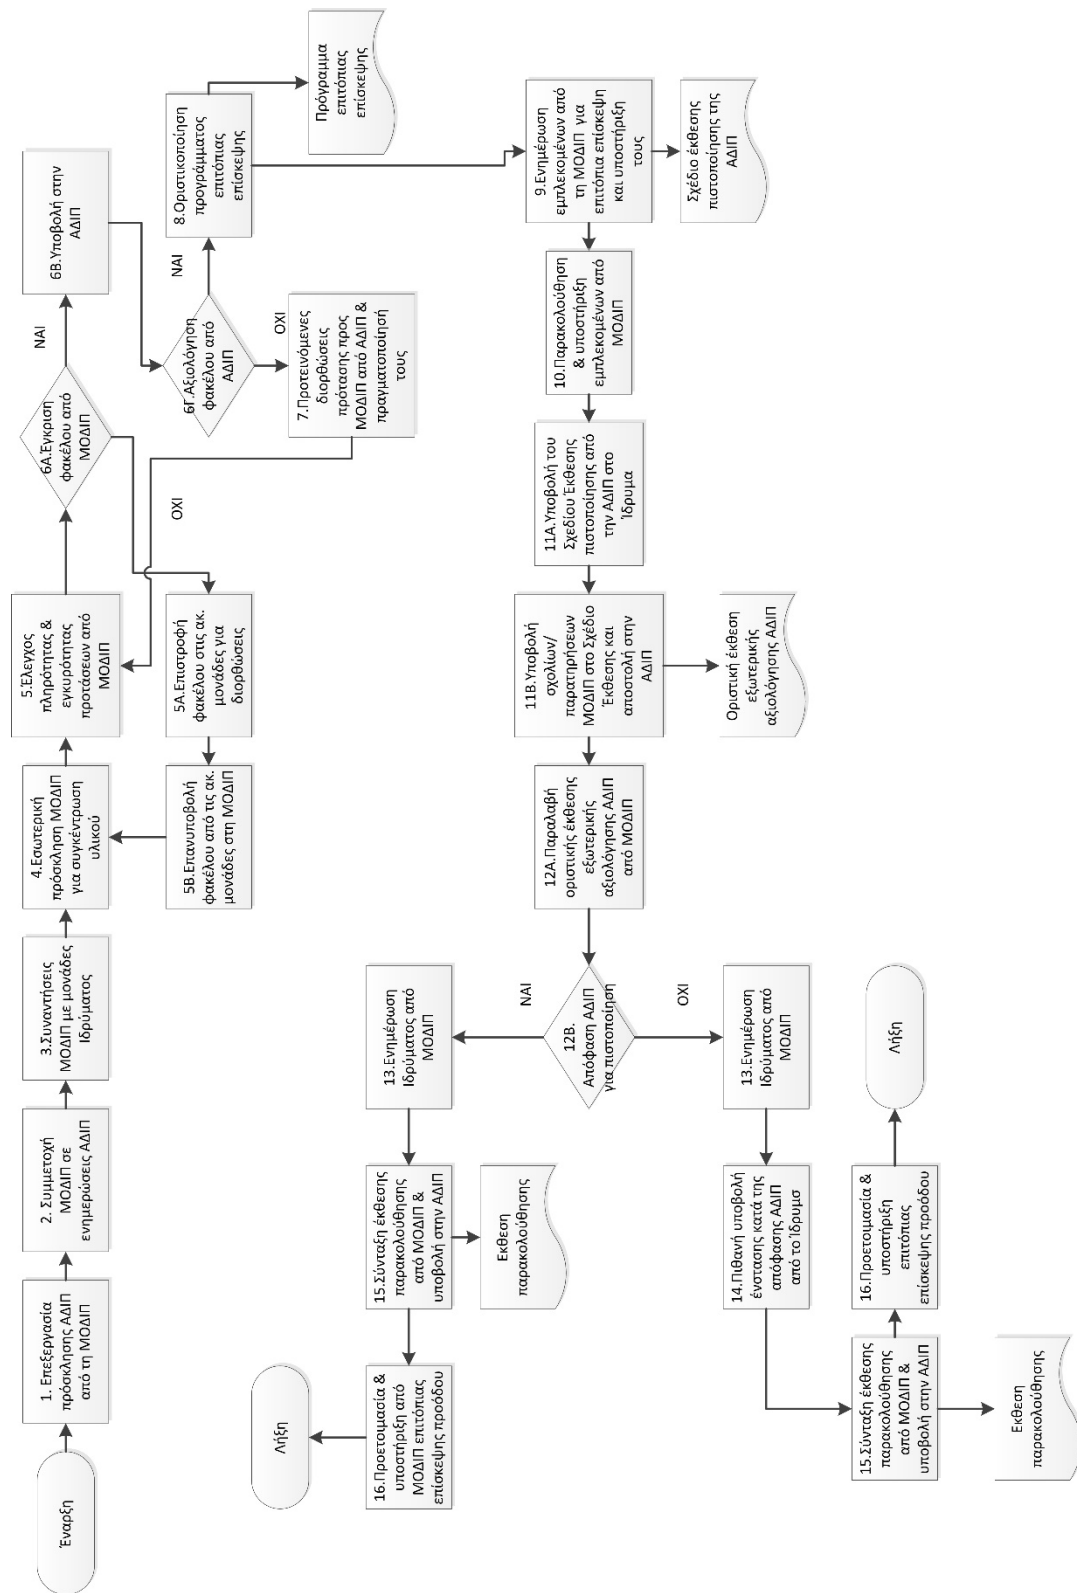 Έναρξη
1. Επεξεργασία
πρόσκλησης ΑΔΙΠ
από τη ΜΟΔΙΠ
2. Συμμετοχή
ΜΟΔΙΠ σε
ενημερώσεις ΑΔΙΠ
3.Συναντήσεις
ΜΟΔΙΠ με μονάδες
Ιδρύματος
4.Εσωτερική
πρόσκληση ΜΟΔΙΠ
για συγκέντρωση
υλικού
5.Έλεγχος
πληρότητας &
εγκυρότητας
προτάσεων από
ΜΟΔΙΠ
6Α.Έγκριση
φακέλου από
ΜΟΔΙΠ
ΝΑΙ
6Β.Υποβολή στην
ΑΔΙΠ
ΟΧΙ
5Α.Επιστροφή
φακέλου στις ακ.
μονάδες για
διορθώσεις
5Β.Επανυποβολή
φακέλου από τις ακ.
μονάδες στη ΜΟΔΙΠ
6Γ.Αξιολόγηση
φακέλου από
ΑΔΙΠ
ΝΑΙ
ΟΧΙ
7.Προτεινόμενες
διορθώσεις
πρότασης προς
ΜΟΔΙΠ από ΑΔΙΠ &
πραγματοποίησή
τους
8.Οριστικοποίηση
προγράμματος
επιτόπιας
επίσκεψης
Πρόγραμμα
επιτόπιας
επίσκεψης
9.Ενημέρωση
εμπλεκομένων από
τη ΜΟΔΙΠ για
επιτόπια επίσκεψη
και υποστήριξη
τους
Σχέδιο έκθεσης
πιστοποίησης της
ΑΔΙΠ
10.Παρακολούθηση
& υποστήριξη
εμπλεκομένων από
ΜΟΔΙΠ
11Α.Υποβολή του
Σχεδίου Έκθεσης
πιστοποίησης από
την ΑΔΙΠ στο
Ίδρυμα
11Β.Υποβολή
σχολίων/
παρατηρήσεων
ΜΟΔΙΠ στο Σχέδιο
Έκθεσης και
αποστολή στην
ΑΔΙΠ
Οριστική έκθεση
εξωτερικής
αξιολόγησης ΑΔΙΠ
12Α.Παραλαβή
οριστικής έκθεσης
εξωτερικής
αξιολόγησης ΑΔΙΠ
από ΜΟΔΙΠ
12Β.
Απόφαση ΑΔΙΠ
για πιστοποίηση
ΝΑΙ
ΟΧΙ
13.Ενημέρωση
Ιδρύματος από
ΜΟΔΙΠ
15.Σύνταξη έκθεσης
παρακολούθησης
από ΜΟΔΙΠ &
υποβολή στην ΑΔΙΠ
Εκθεση
παρακολούθησης
16.Προετοιμασία &
υποστήριξη από
ΜΟΔΙΠ επιτόπιας
επίσκεψης προόδου
Λήξη
13.Ενημέρωση
Ιδρύματος από
ΜΟΔΙΠ
14.Πιθανή υποβολή
ένστασης κατά της
απόφασης ΑΔΙΠ
από το Ίδρυμα
15.Σύνταξη έκθεσης
παρακολούθησης
από ΜΟΔΙΠ &
υποβολή στην ΑΔΙΠ
Εκθεση
παρακολούθησης
16.Προετοιμασία &
υποστήριξη
επιτόπιας
επίσκεψης προόδου
Λήξη